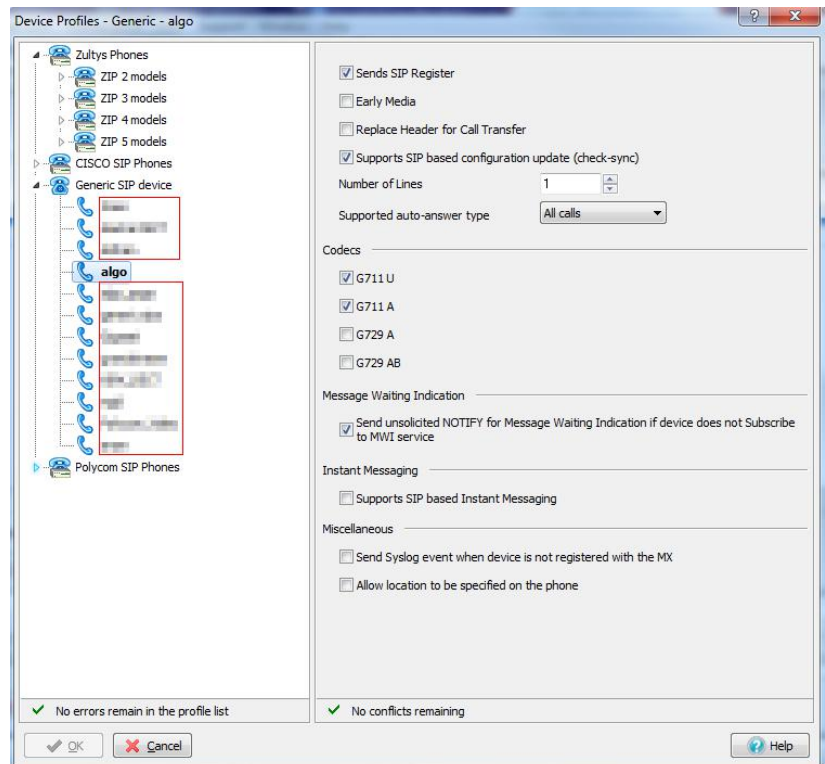 Device Profiles - Generic - algo
Zultys Phones
ZIP 2 models
ZIP 3 models
ZIP 4 models
ZIP 5 models
CISCO SIP Phones
Generic SIP device
algo
Polycom SIP Phones
No errors remain in the profile list
Sends SIP Register
Early Media
Replace Header for Call Transfer
Supports SIP based configuration update (check-sync)
Number of Lines 1
Supported auto-answer type All calls
Codecs
G711 U
G711 A
G729 A
G729 AB
Message Waiting Indication
Send unsolicited NOTIFY for Message Waiting Indication if device does not Subscribe
to MWI service
Instant Messaging
Supports SIP based Instant Messaging
Miscellaneous
Send Syslog event when device is not registered with the MX
Allow location to be specified on the phone
No conflicts remaining
OK Cancel Help